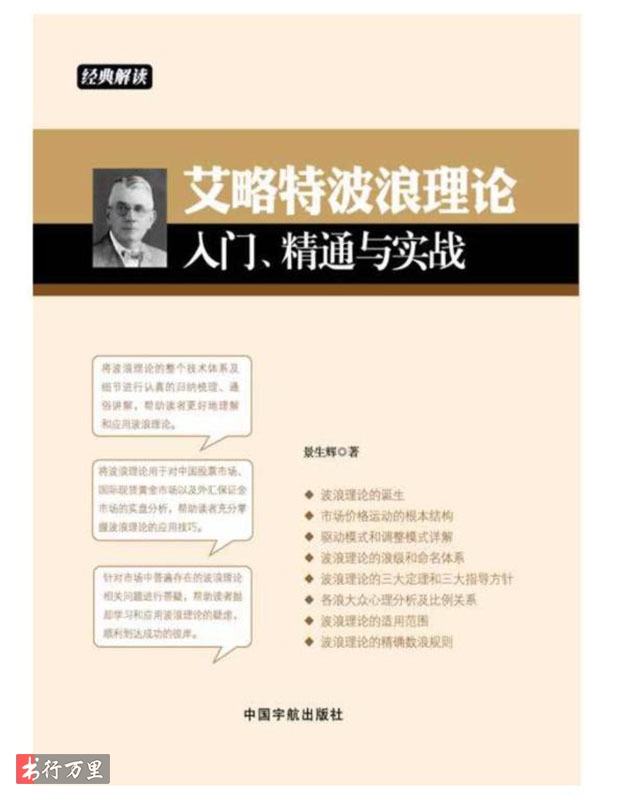 经典解读
艾略特波浪理论
入门、精通与实战
将波浪理论的整个技术体系及
细节进行认真的归纳梳理、通
俗讲解,帮助读者更好地理解
和应用波浪理论。
将波浪理论用于对中国股票市场、
国际现货黄金市场以及外汇保证金
市场的实盘分析,帮助读者充分掌
握波浪理论的应用技巧。
针对市场中普遍存在的波浪理论
相关问题进行答疑,帮助读者抛
却学习和应用波浪理论的疑虑,
顺利到达成功的彼岸。
景生辉◎著
◆ 波浪理论的诞生
◆ 市场价格运动的根本结构
◆ 驱动模式和调整模式详解
◆ 波浪理论的浪级和命名体系
◆ 波浪理论的三大定理和三大指导方针
◆ 各浪大众心理分析及比例关系
◆ 波浪理论的适用范围
◆ 波浪理论的精确数浪规则
中国宇航出版社
书行万里